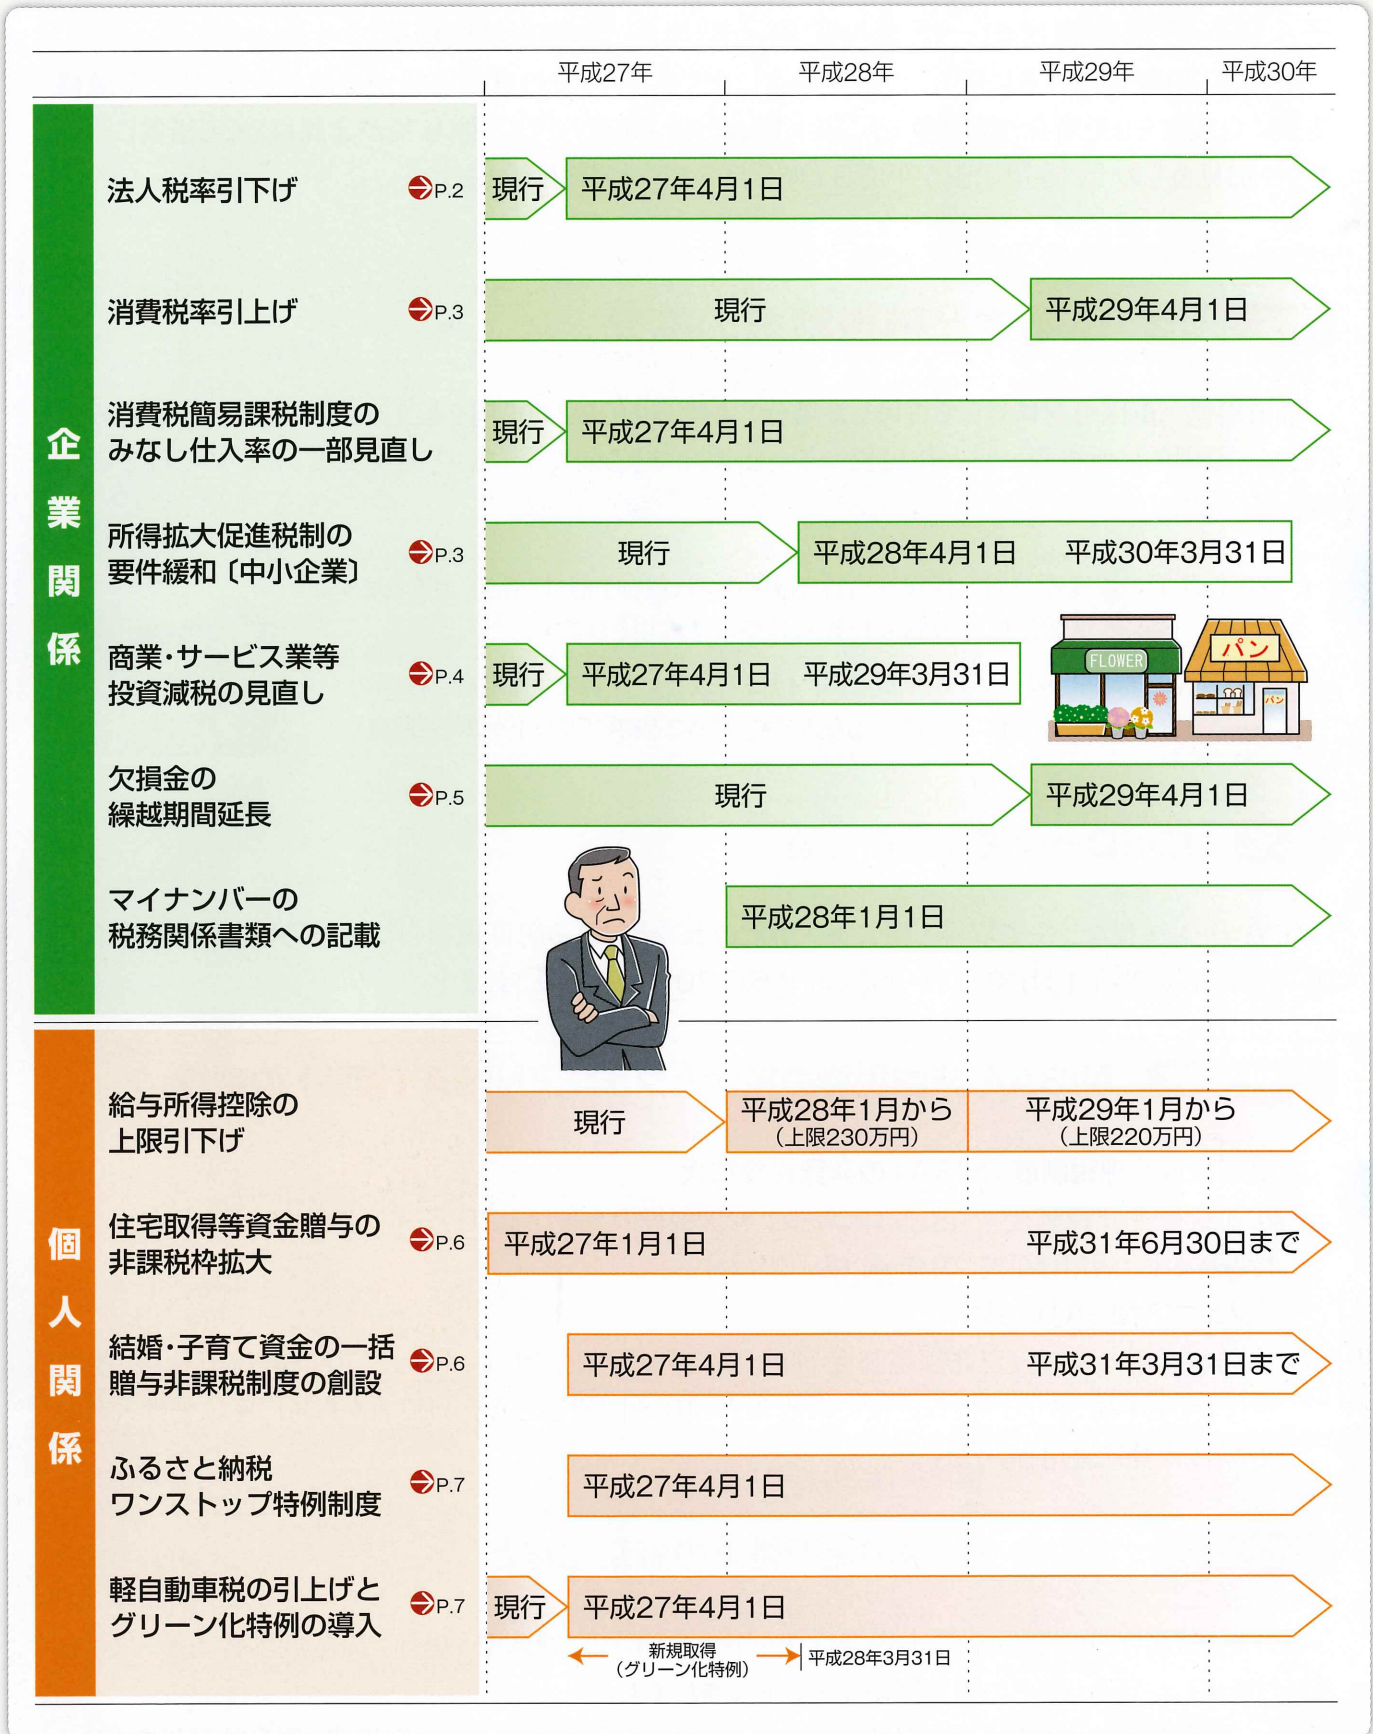 平成27年 平成28年 平成29年 平成30年
企業関係
法人税率引下げ P.2 現行 平成27年4月1日
消費税率引上げ P.3 現行 平成29年4月1日
消費税簡易課税制度の
みなし仕入率の一部見直し
現行 平成27年4月1日
所得拡大促進税制の
要件緩和〔中小企業〕
P.3 現行 平成28年4月1日 平成30年3月31日
商業・サービス業等
投資減税の見直し
P.4 現行 平成27年4月1日 平成29年3月31日
FLOWER
パン
パン
欠損金の
繰越期間延長
P.5 現行 平成29年4月1日
マイナンバーの
税務関係書類への記載
平成28年1月1日
個人関係
給与所得控除の
上限引下げ
現行
平成28年1月から
(上限230万円)
平成29年1月から
(上限220万円)
住宅取得等資金贈与の
非課税枠拡大
P.6 平成27年1月1日 平成31年6月30日まで
結婚・子育て資金の一括
贈与非課税制度の創設
P.6 平成27年4月1日 平成31年3月31日まで
ふるさと納税
ワンストップ特例制度
P.7 平成27年4月1日
軽自動車税の引上げと
グリーン化特例の導入
P.7 現行 平成27年4月1日
新規取得
(グリーン化特例)
平成28年3月31日